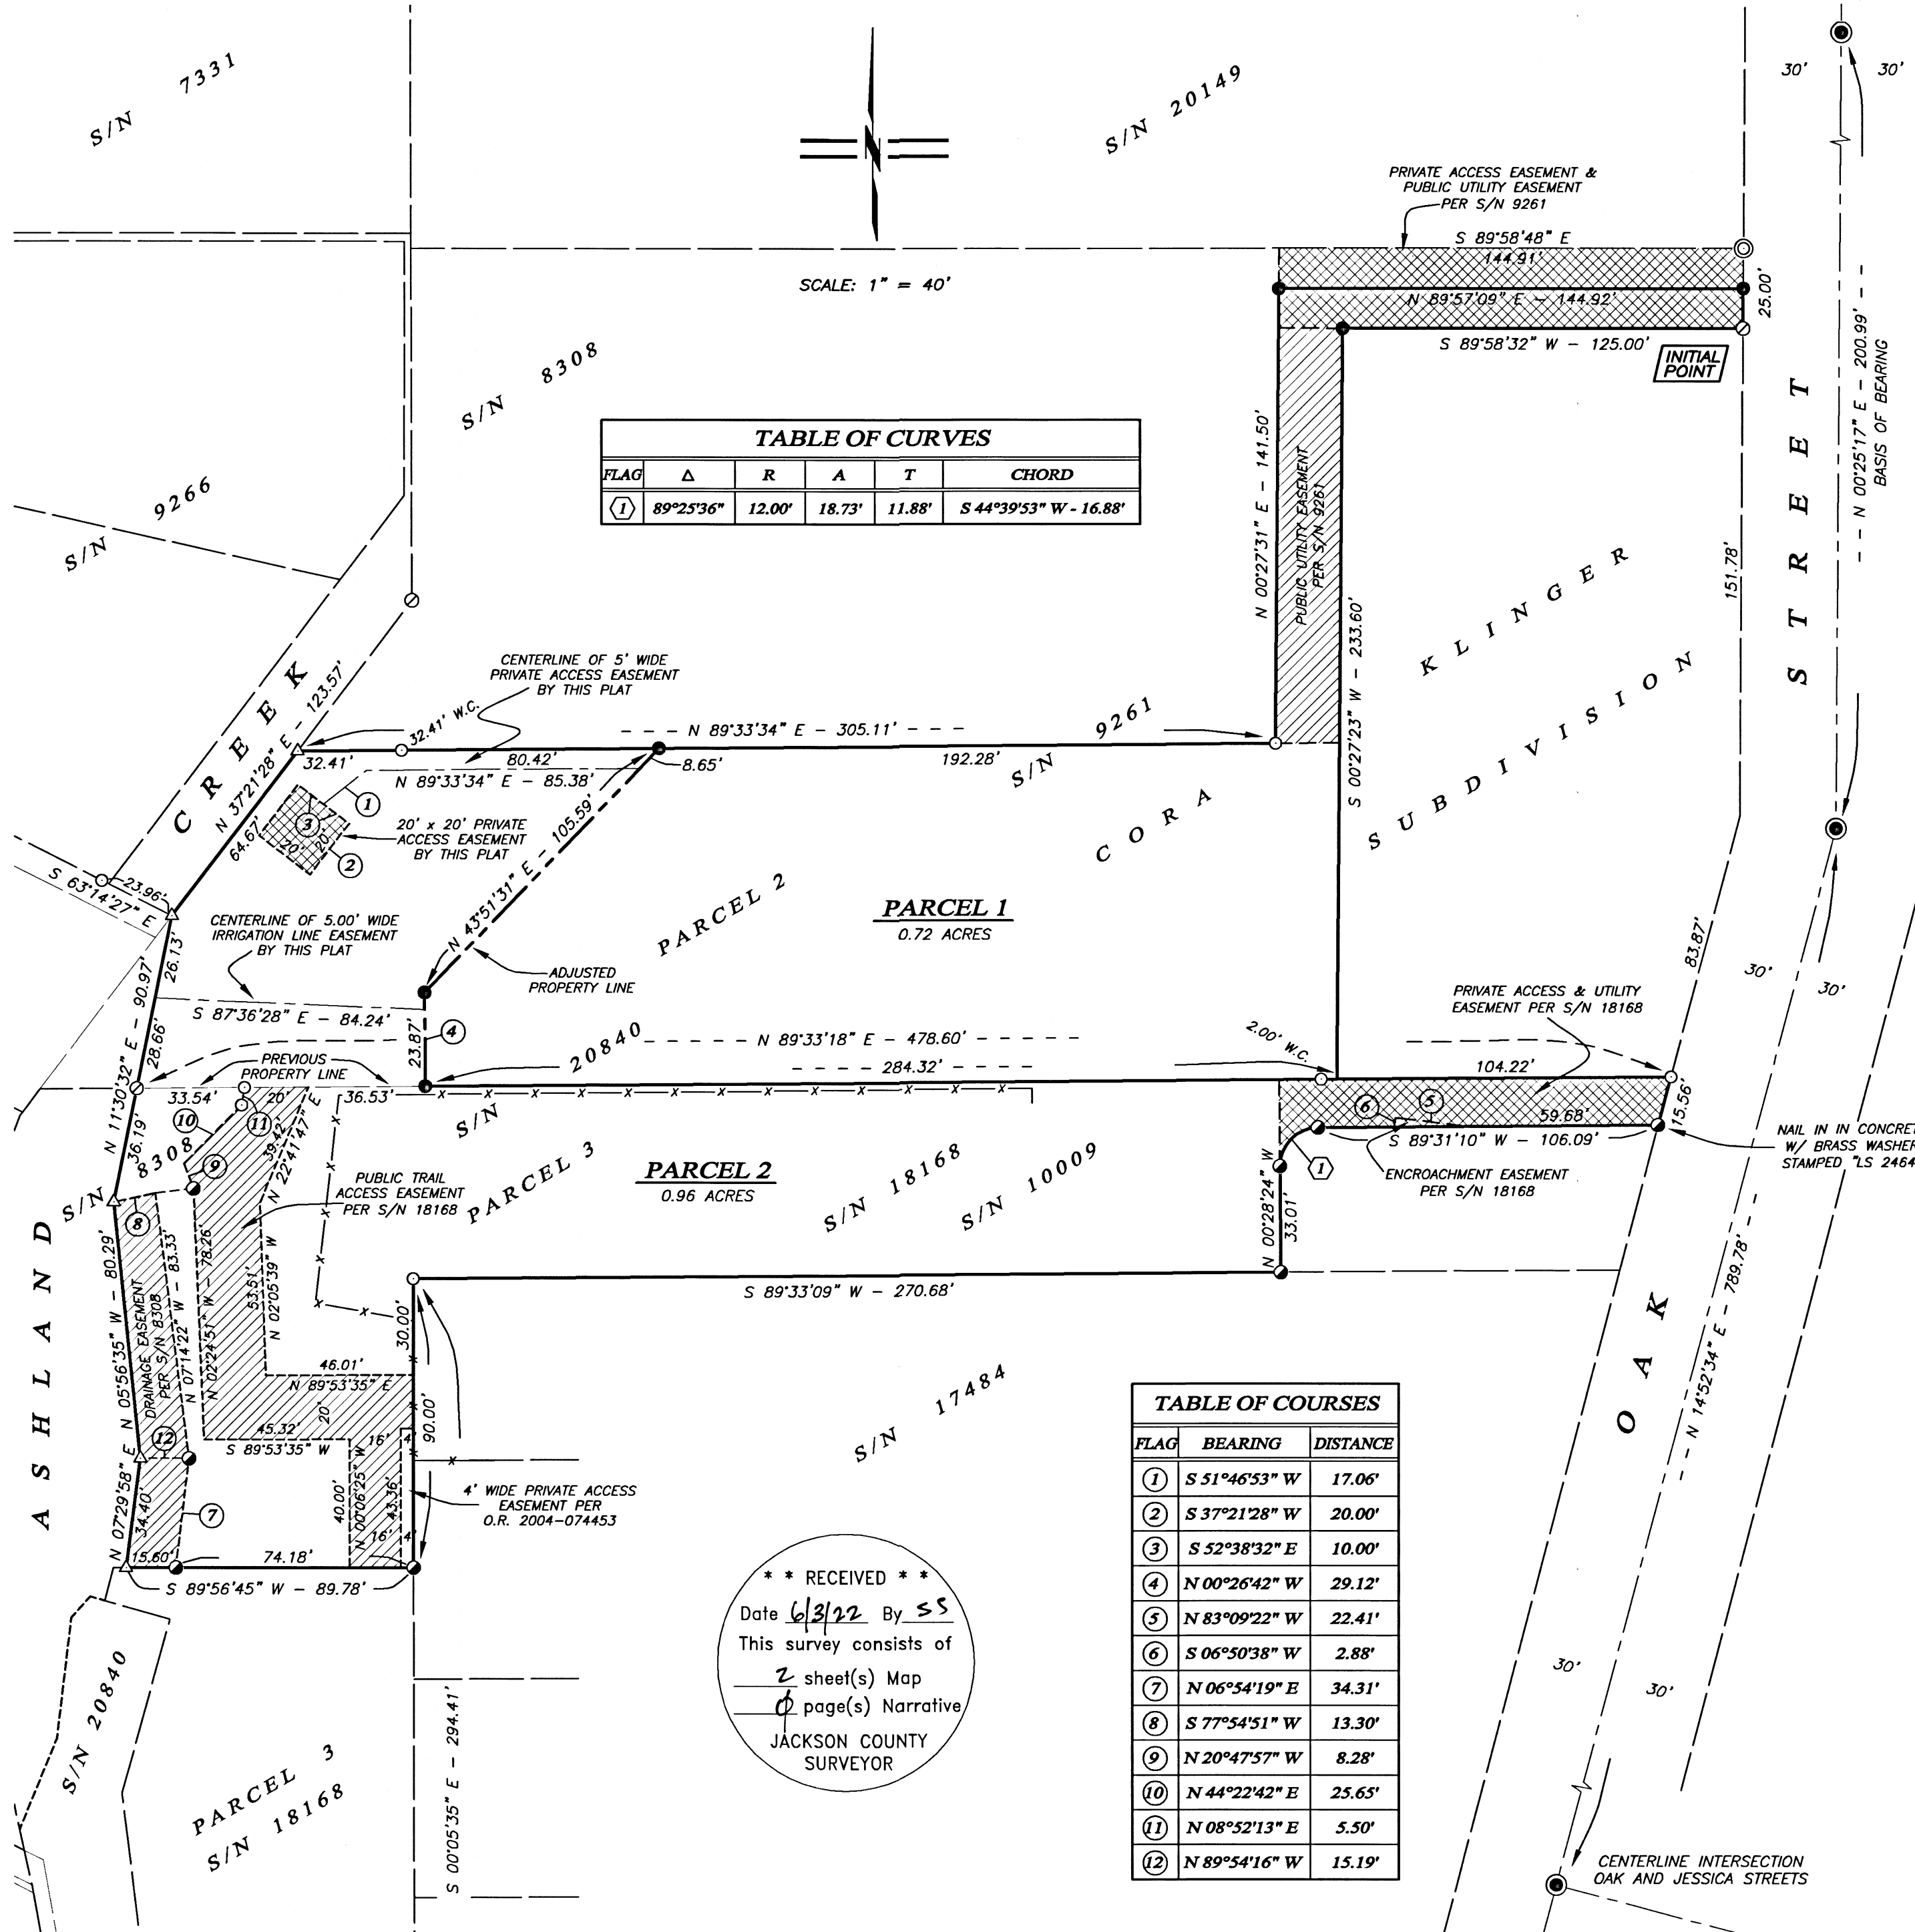 S/N 7331
S/N 20149
30'
30'
N
PRIVATE ACCESS EASEMENT &
PUBLIC UTILITY EASEMENT
PER S/N 9261
S 89°58'48" E
144.91'
SCALE: 1" = 40'
N 89°57'09" E - 144.92'
25.00'
S 89°58'32" W - 125.00'
INITIAL
POINT
- - N 00°25'17" E - 200.99' - -
BASIS OF BEARING
S/N 8308
TABLE OF CURVES
FLAG Δ R A T CHORD
1 89°25'36" 12.00' 18.73' 11.88' S 44°39'53" W - 16.88'
S/N 9266
N 00°27'31" E - 141.50'
PUBLIC UTILITY EASEMENT
PER S/N 9261
151.78'
OAK STREET
KLINGER
SUBDIVISION
S 00°27'23" W - 233.60'
ASHLAND CREEK
N 37°21'28" E - 123.57'
64.67'
CENTERLINE OF 5' WIDE
PRIVATE ACCESS EASEMENT
BY THIS PLAT
32.41' W.C.
- - - N 89°33'34" E - 305.11' - - -
32.41'
80.42'
8.65'
192.28'
N 89°33'34" E - 85.38'
S/N 9261
CORA
1
3
20'
20'
2
20' x 20' PRIVATE
ACCESS EASEMENT
BY THIS PLAT
N 43°51'31" E - 105.59'
23.96'
S 63°14'27" E
PARCEL 2
PARCEL 1
0.72 ACRES
CENTERLINE OF 5.00' WIDE
IRRIGATION LINE EASEMENT
BY THIS PLAT
N 11°30'32" E - 90.97'
26.13'
28.66'
36.19'
S 87°36'28" E - 84.24'
ADJUSTED
PROPERTY LINE
23.87'
4
83.87'
30'
30'
PRIVATE ACCESS & UTILITY
EASEMENT PER S/N 18168
S/N 20840
- - - - - N 89°33'18" E - 478.60' - - - - -
- - - - 284.32' - - - -
2.00' W.C.
104.22'
15.56'
PREVIOUS
PROPERTY LINE
33.54'
20'
36.53'
10
11
39.42'
N 22°41'47" E
S/N 8308
9
6
5
59.68'
S 89°31'10" W - 106.09'
ENCROACHMENT EASEMENT
PER S/N 18168
1
NAIL IN IN CONCRET
W/ BRASS WASHER
STAMPED "LS 2464
N 00°28'24" W
33.01'
PUBLIC TRAIL
ACCESS EASEMENT
PER S/N 18168
PARCEL 3
PARCEL 2
0.96 ACRES
S/N 18168
S/N 10009
8
N 05°56'35" W - 80.29'
DRAINAGE EASEMENT
PER S/N 8308
N 07°14'22" W - 83.33'
N 02°24'51" W - 78.26'
53.51'
N 02°05'39" W
S 89°33'09" W - 270.68'
30.00'
90.00'
46.01'
N 89°53'35" E
45.32'
20'
S 89°53'35" W
16'
4'
12
40.00'
N 00°06'25" W
43.36'
16'
4'
N 07°29'58" E
34.40'
7
15.60'
74.18'
S 89°56'45" W - 89.78'
4' WIDE PRIVATE ACCESS
EASEMENT PER
O.R. 2004-074453
S/N 17484
- - N 14°52'34" E - 789.78' -
TABLE OF COURSES
FLAG BEARING DISTANCE
1 S 51°46'53" W 17.06'
2 S 37°21'28" W 20.00'
3 S 52°38'32" E 10.00'
4 N 00°26'42" W 29.12'
5 N 83°09'22" W 22.41'
6 S 06°50'38" W 2.88'
7 N 06°54'19" E 34.31'
8 S 77°54'51" W 13.30'
9 N 20°47'57" W 8.28'
10 N 44°22'42" E 25.65'
11 N 08°52'13" E 5.50'
12 N 89°54'16" W 15.19'
* * RECEIVED * *
Date 6/3/22 By SS
This survey consists of
2 sheet(s) Map
0 page(s) Narrative
JACKSON COUNTY
SURVEYOR
S/N 20840
PARCEL 3
S/N 18168
S 00°05'35" E - 294.41'
30'
30'
CENTERLINE INTERSECTION
OAK AND JESSICA STREETS